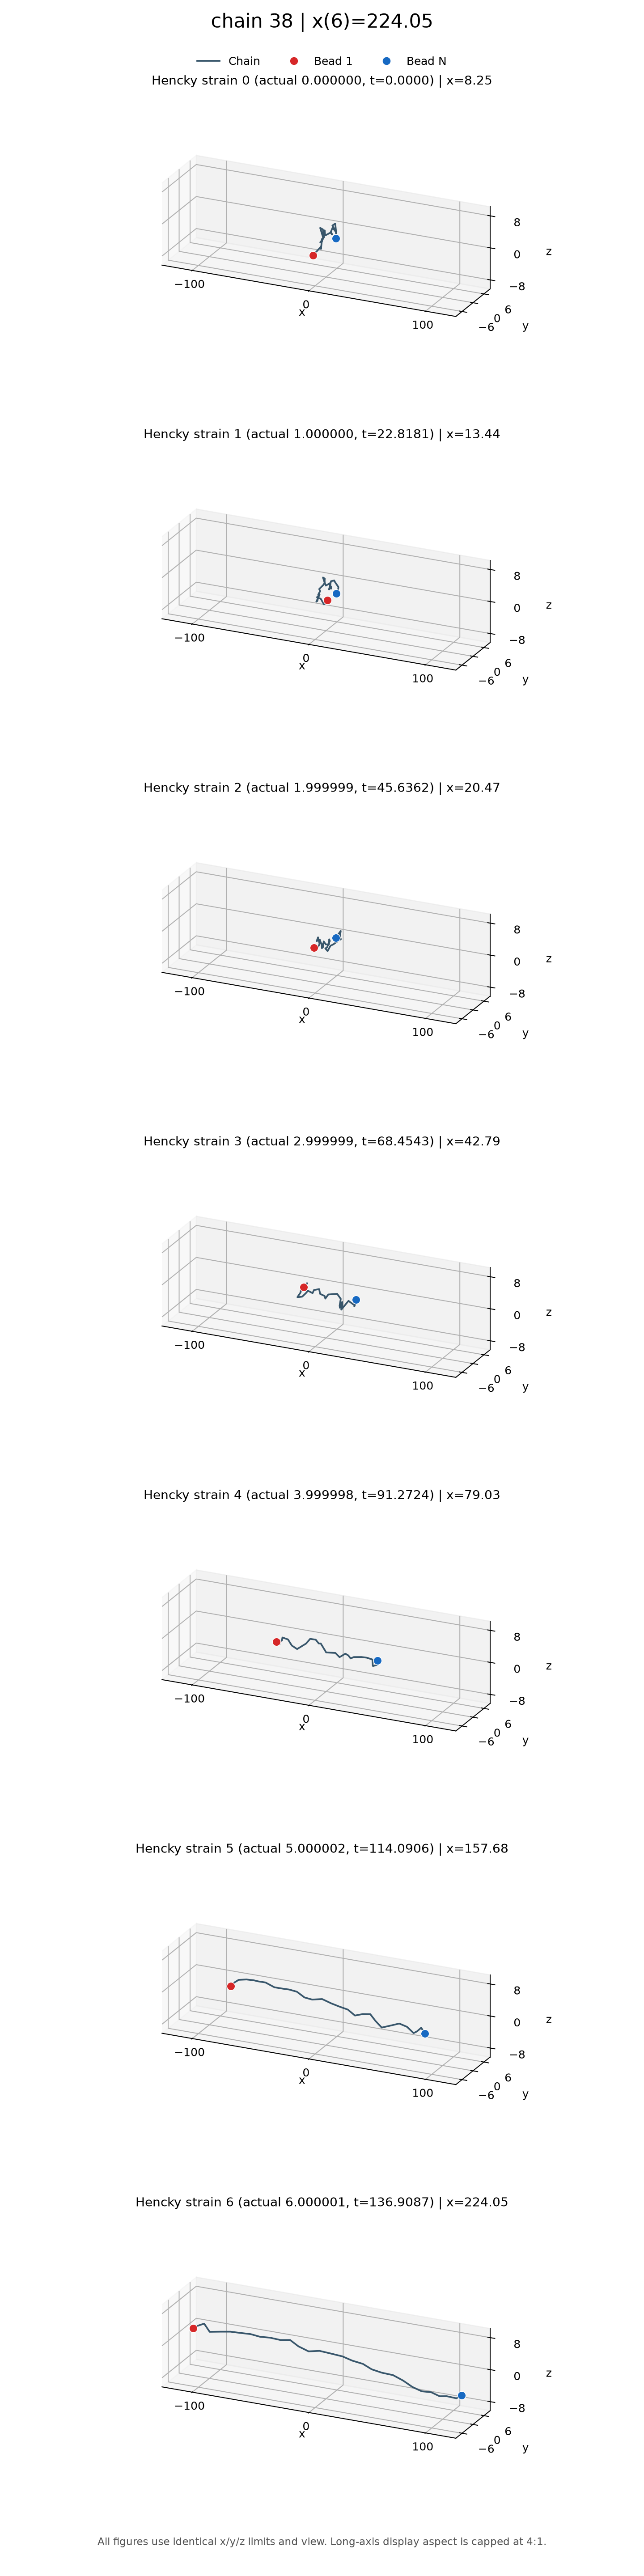 chain 38 | x(6)=224.05
Chain Bead 1 Bead N
Hencky strain 0 (actual 0.000000, t=0.0000) | x=8.25
8
0
−8
z
−100
0
100
x
6
0
−6
y
Hencky strain 1 (actual 1.000000, t=22.8181) | x=13.44
8
0
−8
z
−100
0
100
x
6
0
−6
y
Hencky strain 2 (actual 1.999999, t=45.6362) | x=20.47
8
0
−8
z
−100
0
100
x
6
0
−6
y
Hencky strain 3 (actual 2.999999, t=68.4543) | x=42.79
8
0
−8
z
−100
0
100
x
6
0
−6
y
Hencky strain 4 (actual 3.999998, t=91.2724) | x=79.03
8
0
−8
z
−100
0
100
x
6
0
−6
y
Hencky strain 5 (actual 5.000002, t=114.0906) | x=157.68
8
0
−8
z
−100
0
100
x
6
0
−6
y
Hencky strain 6 (actual 6.000001, t=136.9087) | x=224.05
8
0
−8
z
−100
0
100
x
6
0
−6
y
All figures use identical x/y/z limits and view. Long-axis display aspect is capped at 4:1.